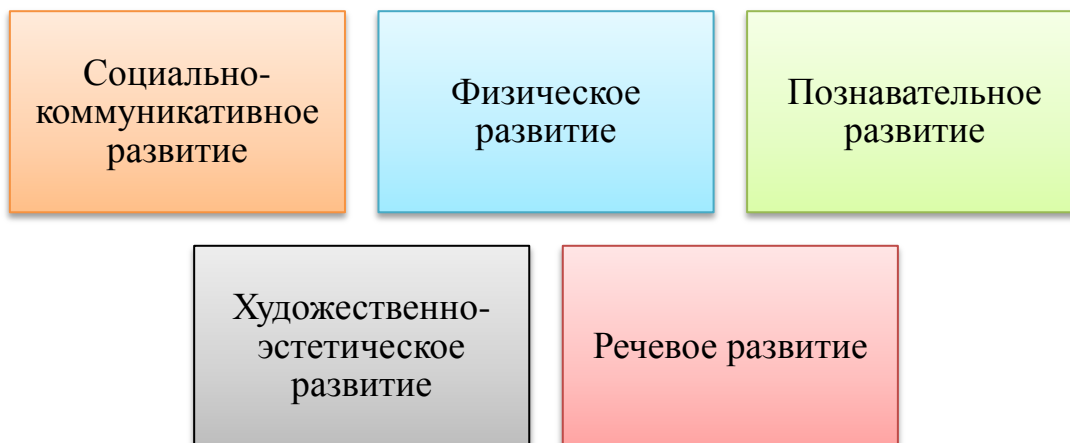 Социально-
коммуникативное
развитие
Физическое
развитие
Познавательное
развитие
Художественно-
эстетическое
развитие
Речевое развитие